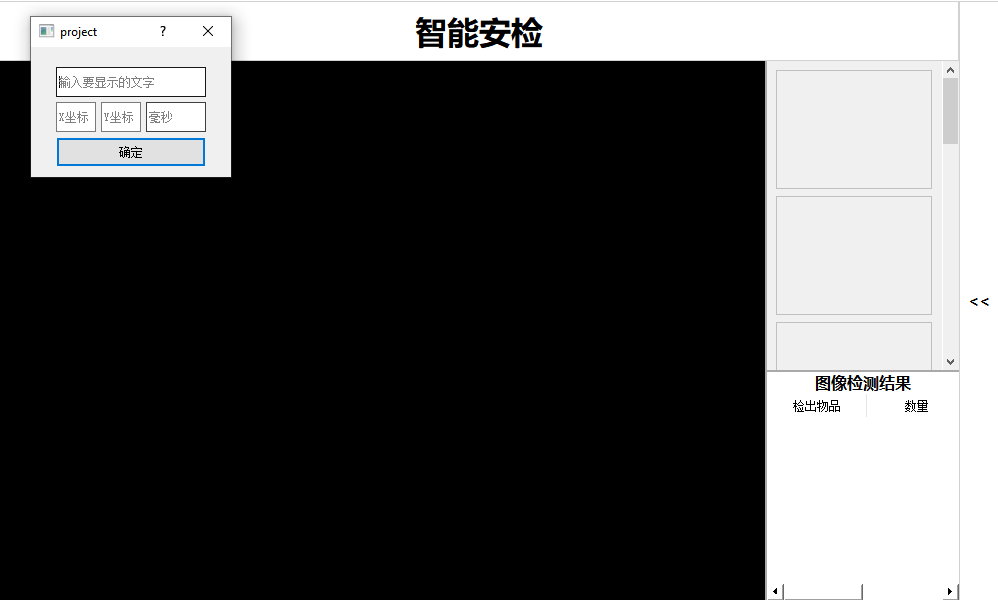 project
智能安检
输入要显示的文字
X坐标 Y坐标 毫秒
确定
<<
图像检测结果
检出物品 数量